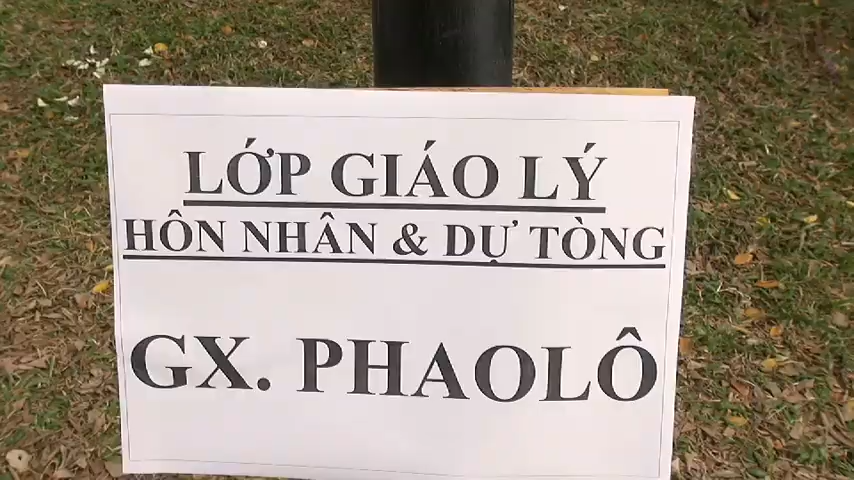 LỚP GIÁO LÝ
HÔN NHÂN & DỰ TÒNG
GX. PHAOLÔ